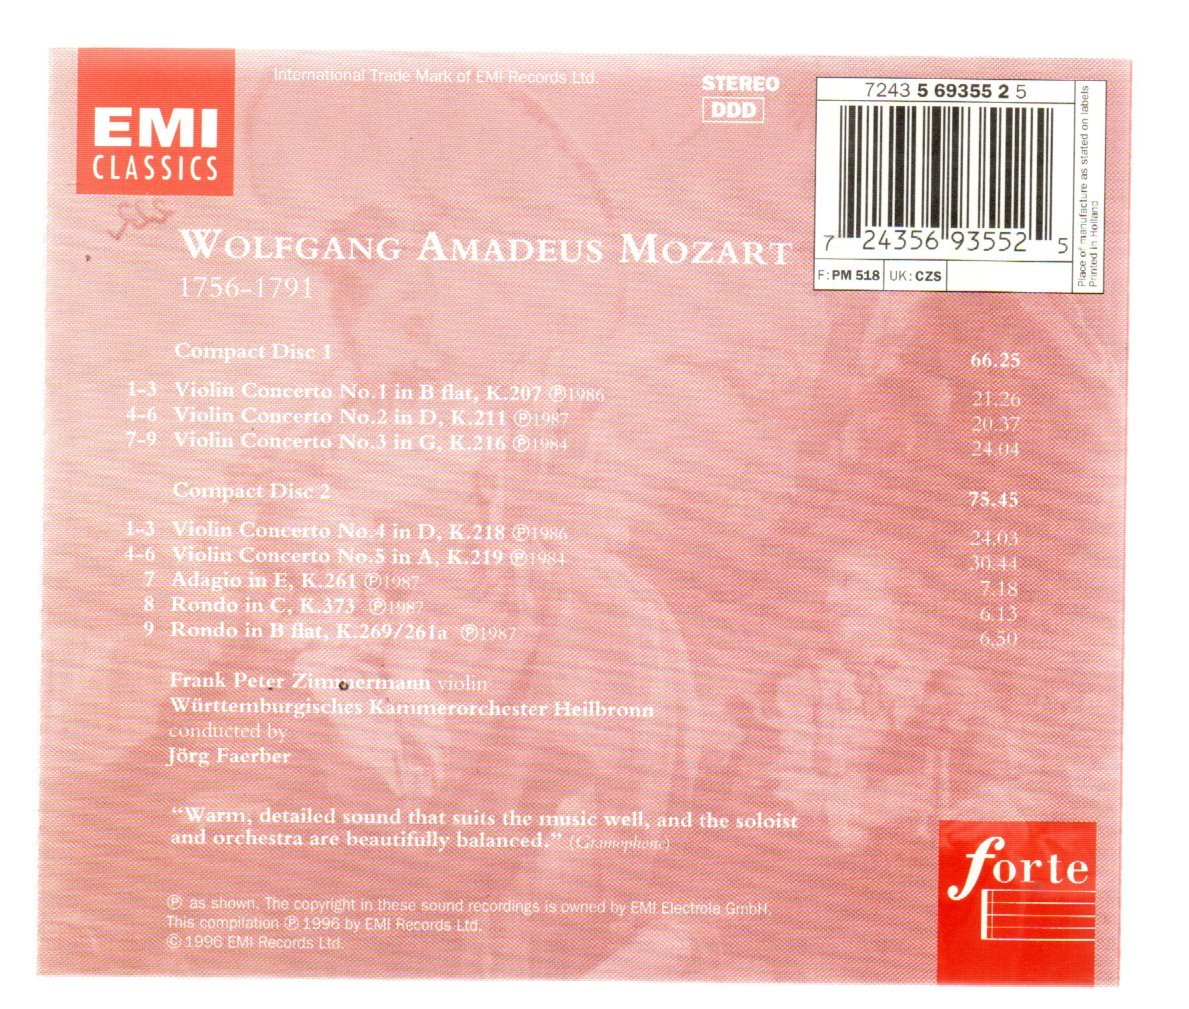 International Trade Mark of EMI Records Ltd.
EMI
CLASSICS
STEREO
DDD
7243 5 69355 2 5
7 24356 93552 5
F: PM 518 UK: CZS
Place of manufacture as stated on labels
Printed in Holland
WOLFGANG AMADEUS MOZART
1756-1791
Compact Disc 1 66.25
1-3 Violin Concerto No.1 in B flat, K.207 ℗1986 21.26
4-6 Violin Concerto No.2 in D, K.211 ℗1987 20.37
7-9 Violin Concerto No.3 in G, K.216 ℗1984 24.04
Compact Disc 2 75.45
1-3 Violin Concerto No.4 in D, K.218 ℗1986 24.03
4-6 Violin Concerto No.5 in A, K.219 ℗1984 30.44
7 Adagio in E, K.261 ℗1987 7.18
8 Rondo in C, K.373 ℗1987 6.13
9 Rondo in B flat, K.269/261a ℗1987 6.50
Frank Peter Zimmermann violin
Württemburgisches Kammerorchester Heilbronn
conducted by
Jörg Faerber
“Warm, detailed sound that suits the music well, and the soloist
and orchestra are beautifully balanced.” (Gramophone)
℗ as shown. The copyright in these sound recordings is owned by EMI Electrola GmbH.
This compilation ℗ 1996 by EMI Records Ltd.
© 1996 EMI Records Ltd.
forte